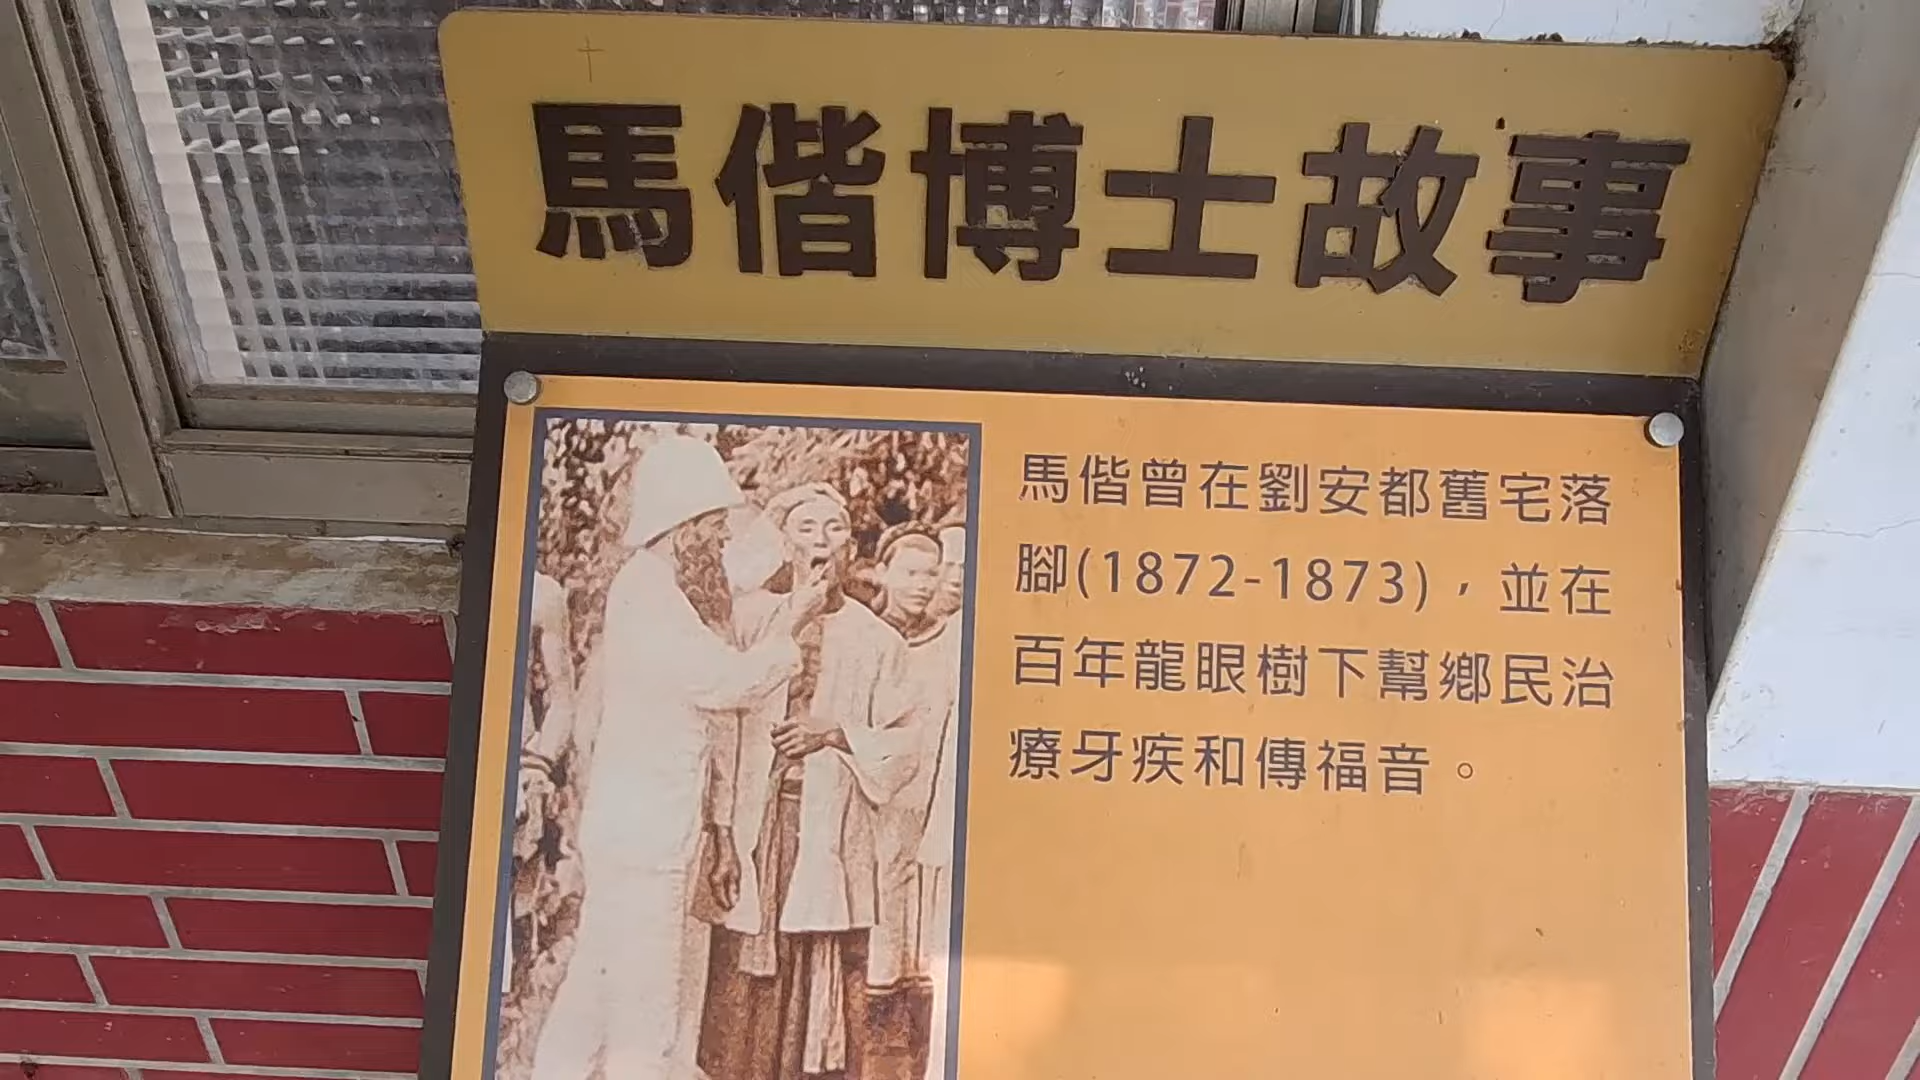 馬偕博士故事
馬偕曾在劉安都舊宅落
腳(1872-1873)，並在
百年龍眼樹下幫鄉民治
療牙疾和傳福音。